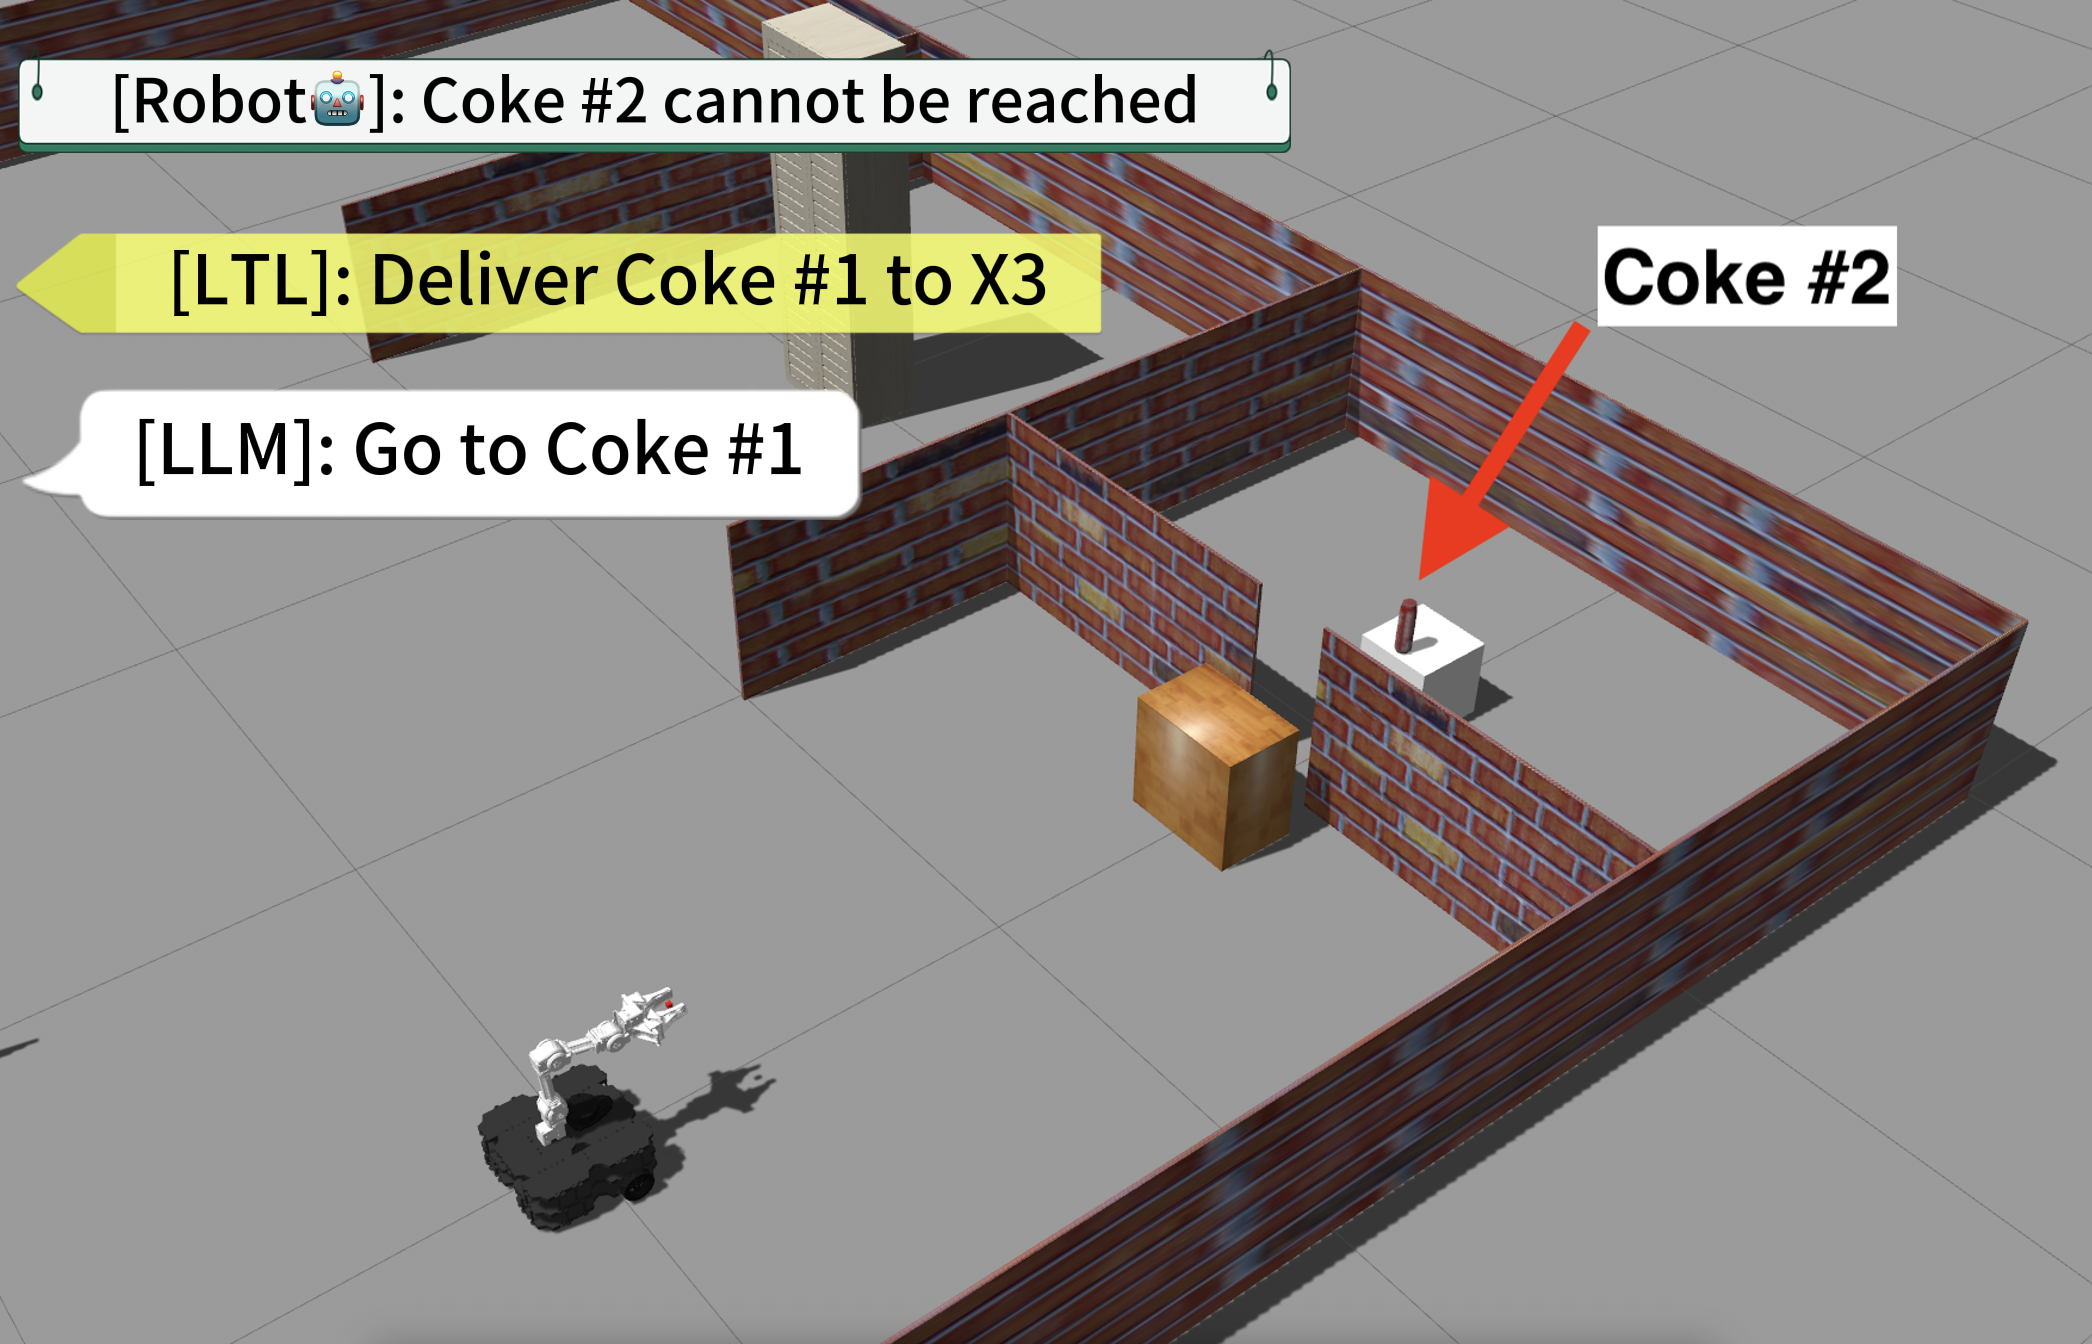 [Robot🤖]: Coke #2 cannot be reached
[LTL]: Deliver Coke #1 to X3
Coke #2
[LLM]: Go to Coke #1